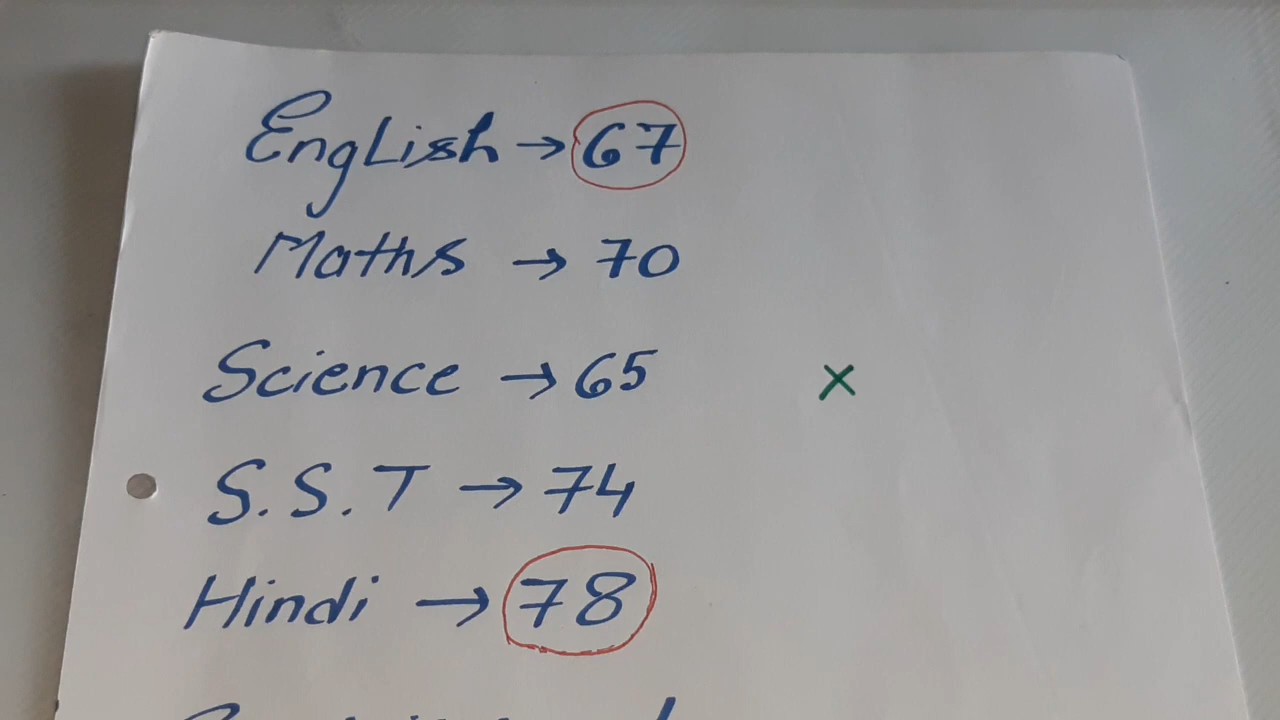 English → 67
Maths → 70
Science → 65 ×
S.S.T → 74
Hindi → 78